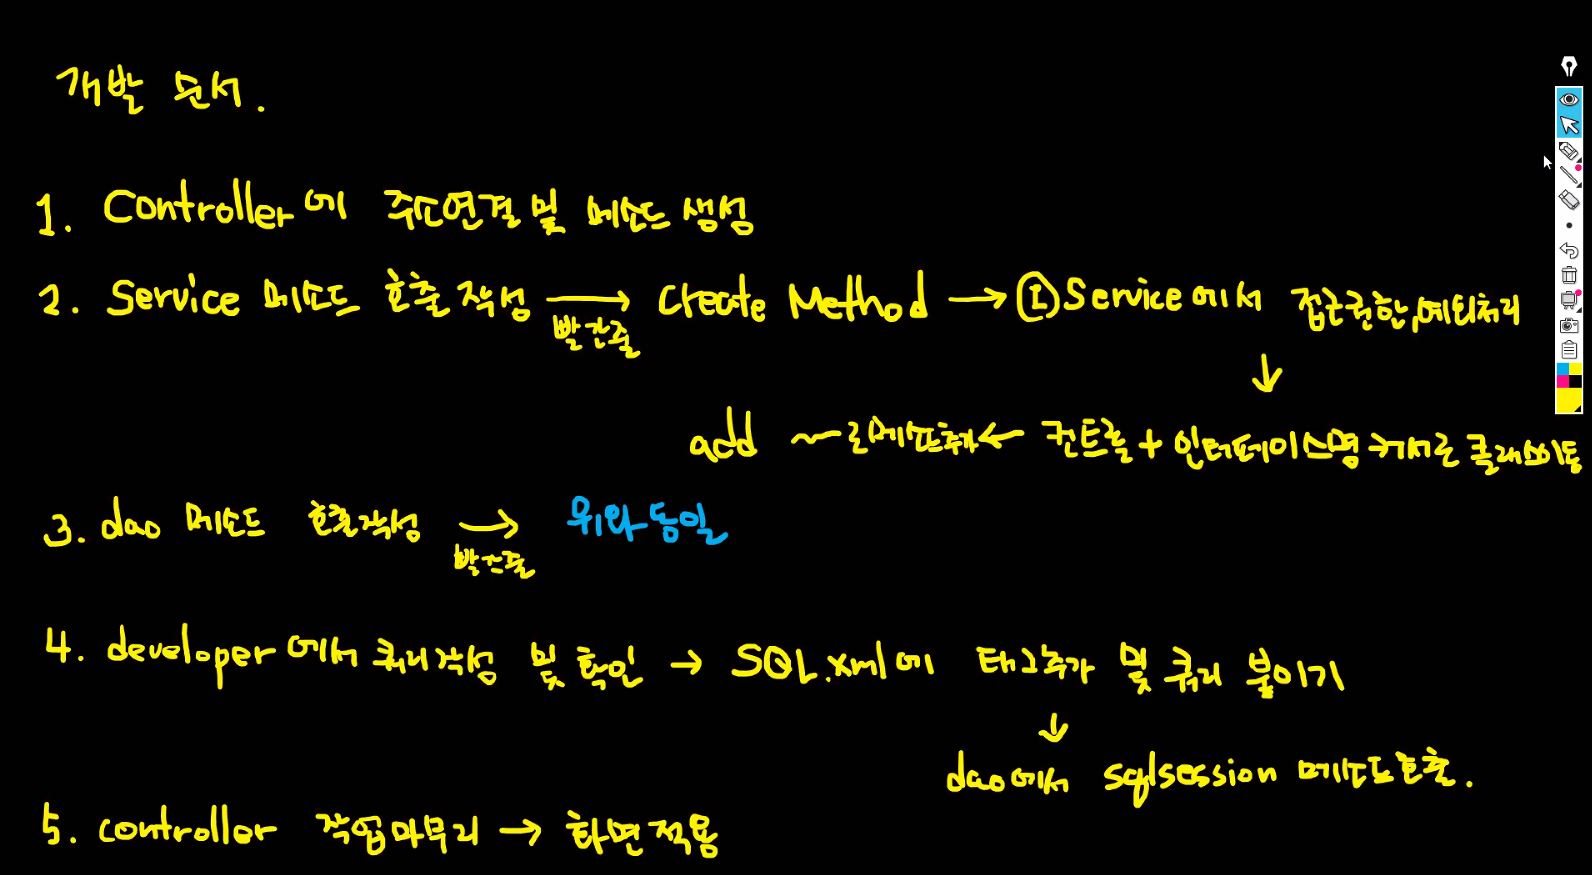 개발 순서.
1. Controller에 주소연결 및 메소드 생성
2. Service 메소드 호출 작성 → Create Method → (I)Service에서 접근권한, 예외처리
빨간줄
↓
add ~로 메소드추가 ← 컨트롤 + 인터페이스명 커서로 클래스이동
3. dao 메소드 호출작성 → 위와 동일
빨간줄
4. developer에서 쿼리작성 및 확인 → SQL.xml에 태그추가 및 쿼리 붙이기
↓
dao에서 sqlsession 메소드호출.
5. controller 작업마무리 → 화면적용